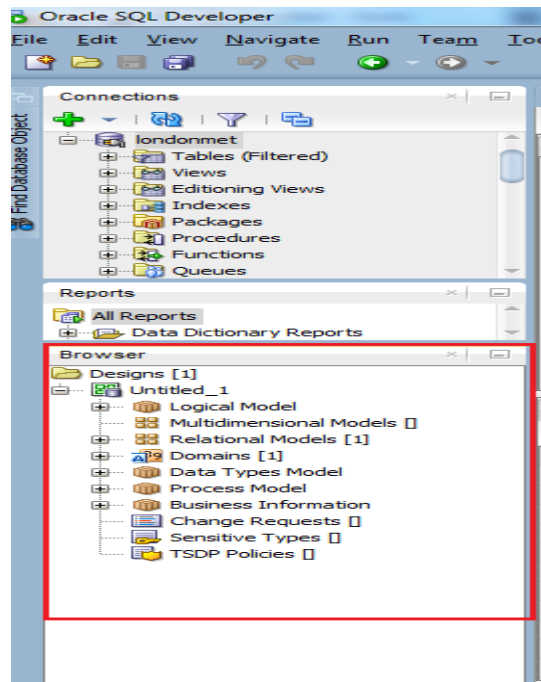 Oracle SQL Developer
File Edit View Navigate Run Team
Connections
londonmet
Tables (Filtered)
Views
Editioning Views
Indexes
Packages
Procedures
Functions
Queues
Find Database Object
Reports
All Reports
Data Dictionary Reports
Browser
Designs [1]
Untitled_1
Logical Model
Multidimensional Models []
Relational Models [1]
Domains [1]
Data Types Model
Process Model
Business Information
Change Requests []
Sensitive Types []
TSDP Policies []